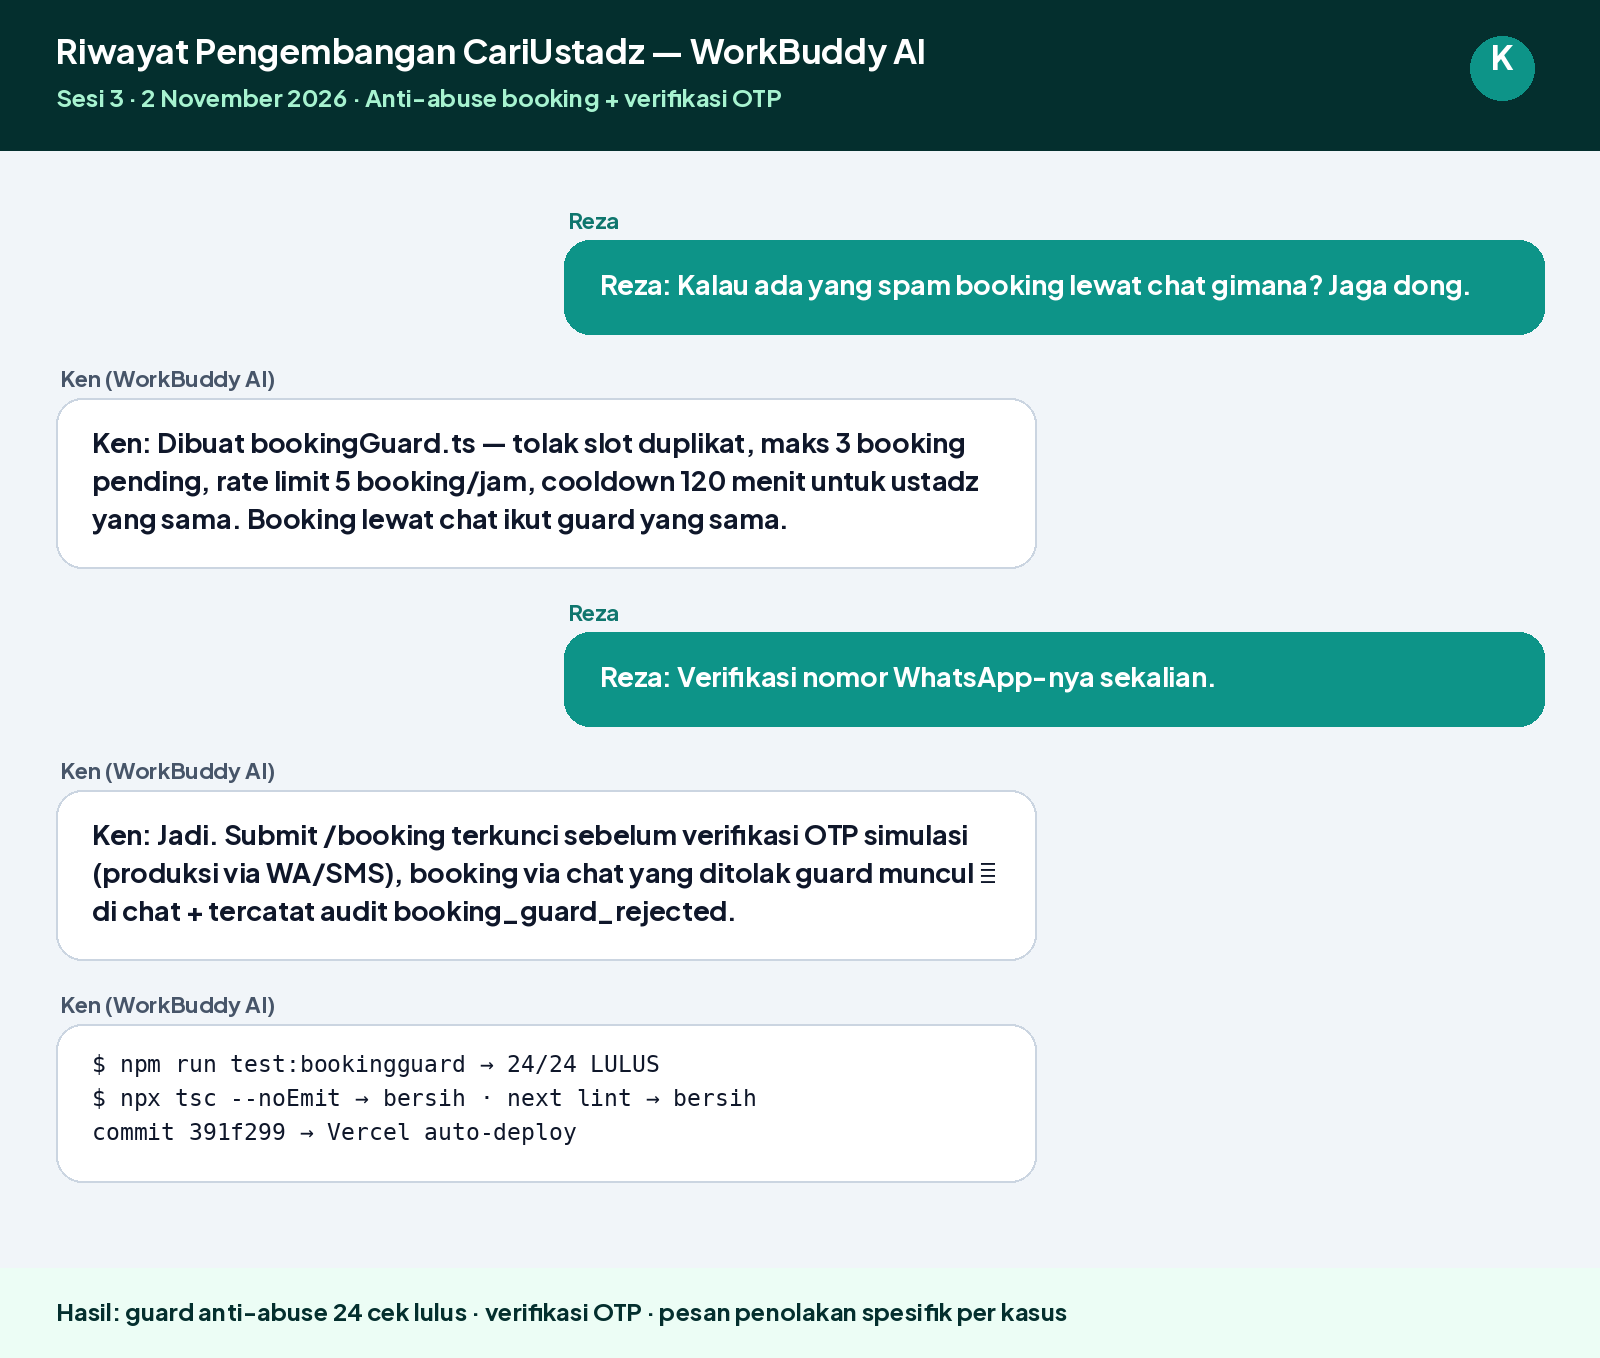 Riwayat Pengembangan CariUstadz — WorkBuddy AI
K
Sesi 3 · 2 November 2026 · Anti-abuse booking + verifikasi OTP
Reza
Reza: Kalau ada yang spam booking lewat chat gimana? Jaga dong.
Ken (WorkBuddy AI)
Ken: Dibuat bookingGuard.ts — tolak slot duplikat, maks 3 booking
pending, rate limit 5 booking/jam, cooldown 120 menit untuk ustadz
yang sama. Booking lewat chat ikut guard yang sama.
Reza
Reza: Verifikasi nomor WhatsApp-nya sekalian.
Ken (WorkBuddy AI)
Ken: Jadi. Submit /booking terkunci sebelum verifikasi OTP simulasi
(produksi via WA/SMS), booking via chat yang ditolak guard muncul
di chat + tercatat audit booking_guard_rejected.
Ken (WorkBuddy AI)
$ npm run test:bookingguard → 24/24 LULUS
$ npx tsc --noEmit → bersih · next lint → bersih
commit 391f299 → Vercel auto-deploy
Hasil: guard anti-abuse 24 cek lulus · verifikasi OTP · pesan penolakan spesifik per kasus